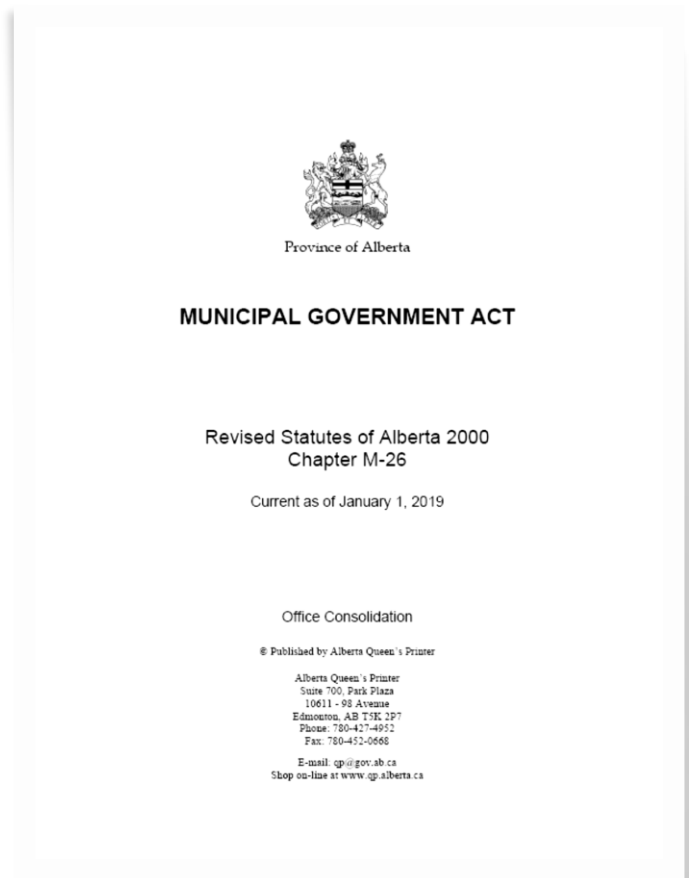 Province of Alberta
MUNICIPAL GOVERNMENT ACT
Revised Statutes of Alberta 2000
Chapter M-26
Current as of January 1, 2019
Office Consolidation
© Published by Alberta Queen's Printer
Alberta Queen's Printer
Suite 700, Park Plaza
10611 - 98 Avenue
Edmonton, AB T5K 2P7
Phone: 780-427-4952
Fax: 780-452-0668
E-mail: qp@gov.ab.ca
Shop on-line at www.qp.alberta.ca